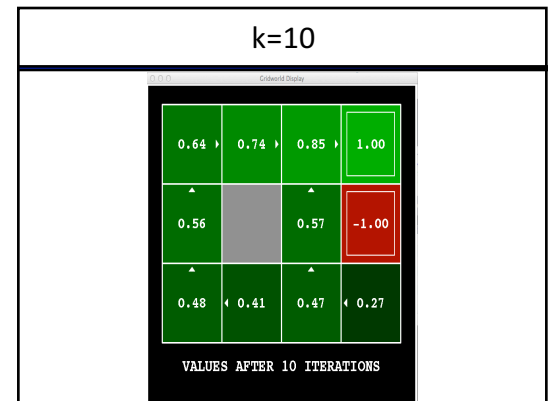 k=10
Gridworld Display
0.64 0.74 0.85 1.00
0.56 0.57 -1.00
0.48 0.41 0.47 0.27
VALUES AFTER 10 ITERATIONS